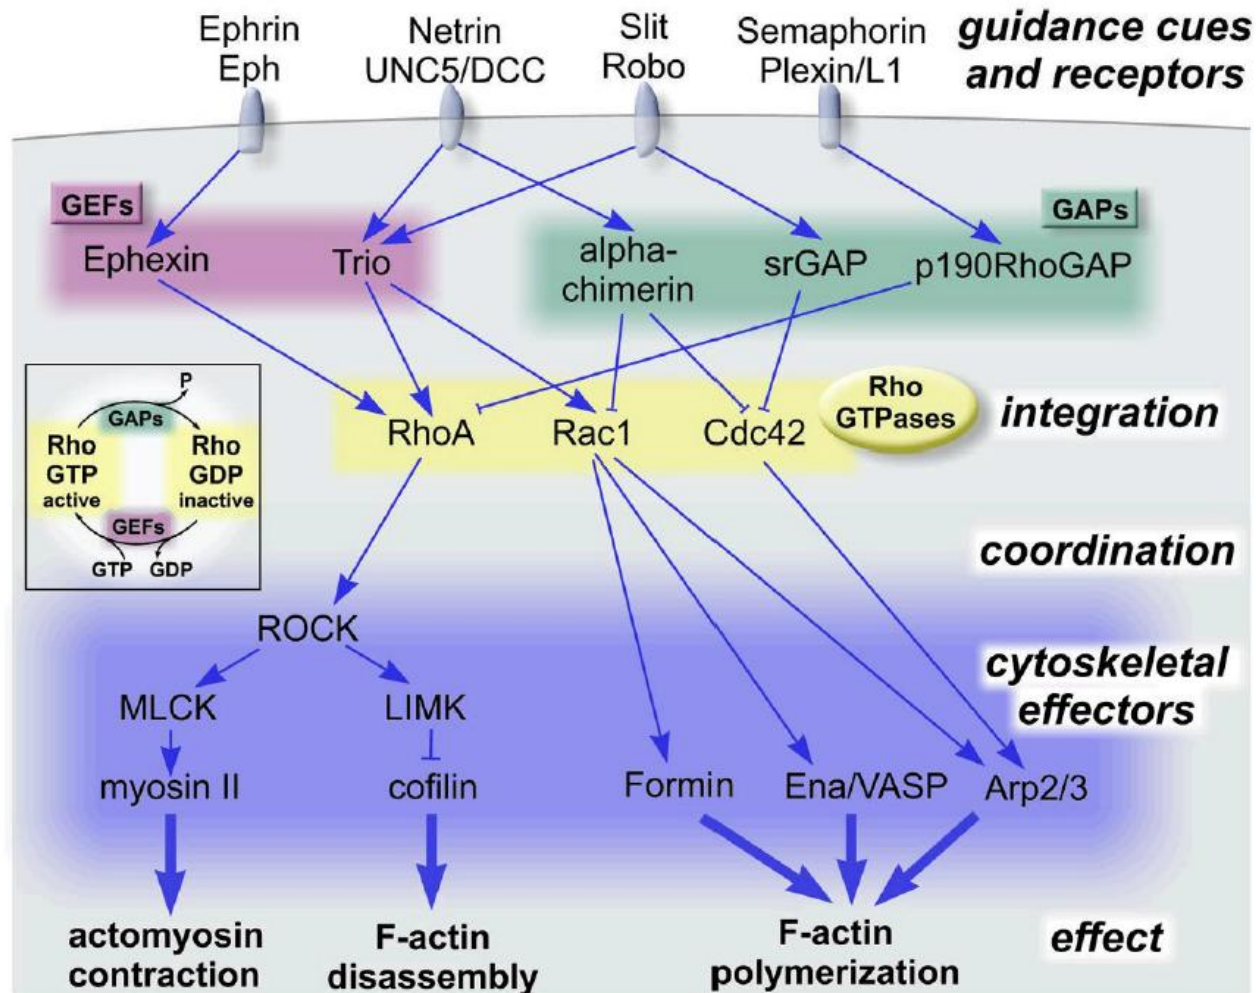 Ephrin
Eph
Netrin
UNC5/DCC
Slit
Robo
Semaphorin
Plexin/L1
guidance cues
and receptors
GEFs
GAPs
Ephexin
Trio
alpha-
chimerin
srGAP
p190RhoGAP
P
GAPs
Rho
GTP
active
Rho
GDP
inactive
GEFs
GTP
GDP
RhoA
Rac1
Cdc42
Rho
GTPases
integration
coordination
ROCK
cytoskeletal
effectors
MLCK
LIMK
myosin II
cofilin
Formin
Ena/VASP
Arp2/3
actomyosin
contraction
F-actin
disassembly
F-actin
polymerization
effect